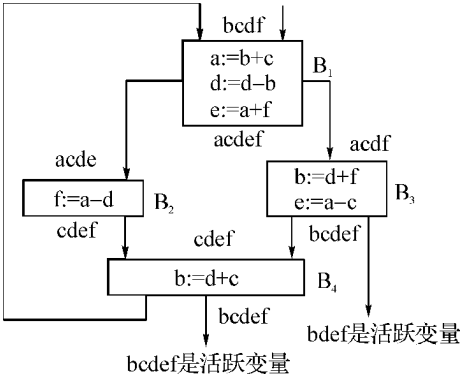 bcdf
a:=b+c
d:=d-b
e:=a+f
B1
acdef
acde
acdf
f:=a-d
B2
b:=d+f
e:=a-c
B3
cdef
cdef
bcdef
b:=d+c
B4
bcdef
bcdef是活跃变量
bdef是活跃变量